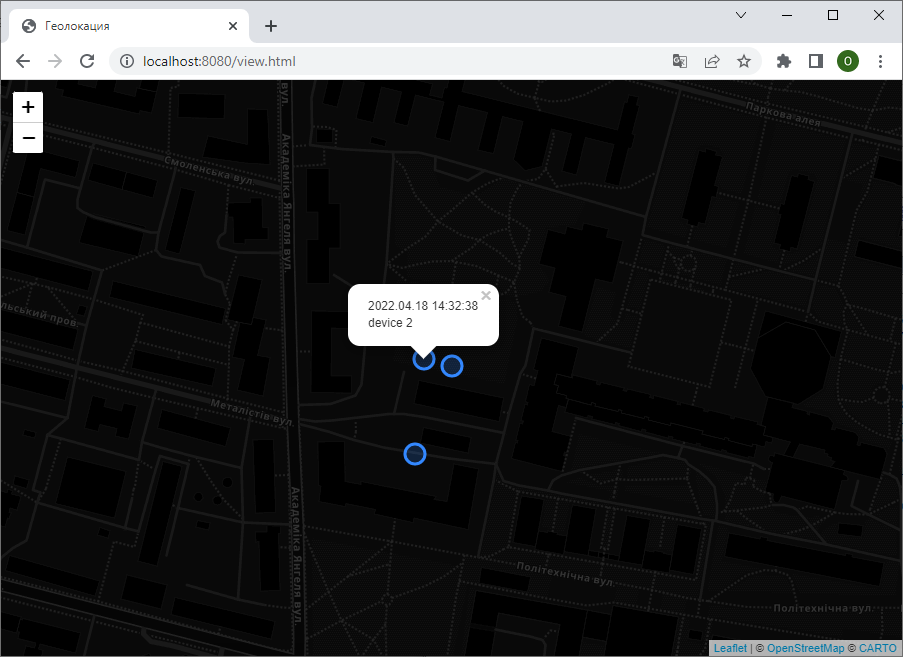 Геолокация
localhost:8080/view.html
O
+
−
Паркова алея
Смоленська вул.
Академіка Янгеля вул.
вул.
2022.04.18 14:32:38
device 2
×
льський пров.
Металістів вул.
Академіка Янгеля вул.
Політехнічна вул.
Політехнічна вул.
Leaflet | © OpenStreetMap © CARTO